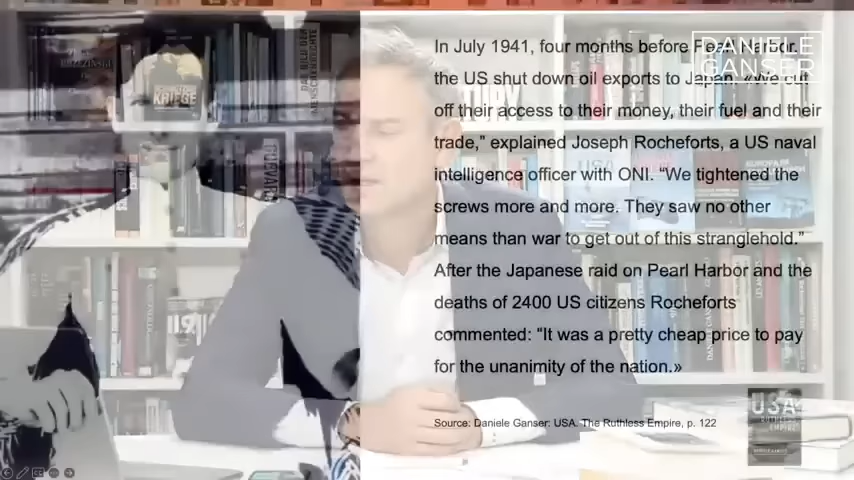 DANIELE
GANSER
In July 1941, four months before Pearl Harbor.
the US shut down oil exports to Japan. «We cut
off their access to their money, their fuel and their
trade,” explained Joseph Rocheforts, a US naval
intelligence officer with ONI. “We tightened the
screws more and more. They saw no other
means than war to get out of this stranglehold.”
After the Japanese raid on Pearl Harbor and the
deaths of 2400 US citizens Rocheforts
commented: “It was a pretty cheap price to pay
for the unanimity of the nation.»
Source: Daniele Ganser: USA. The Ruthless Empire, p. 122
USA
KRIEGE